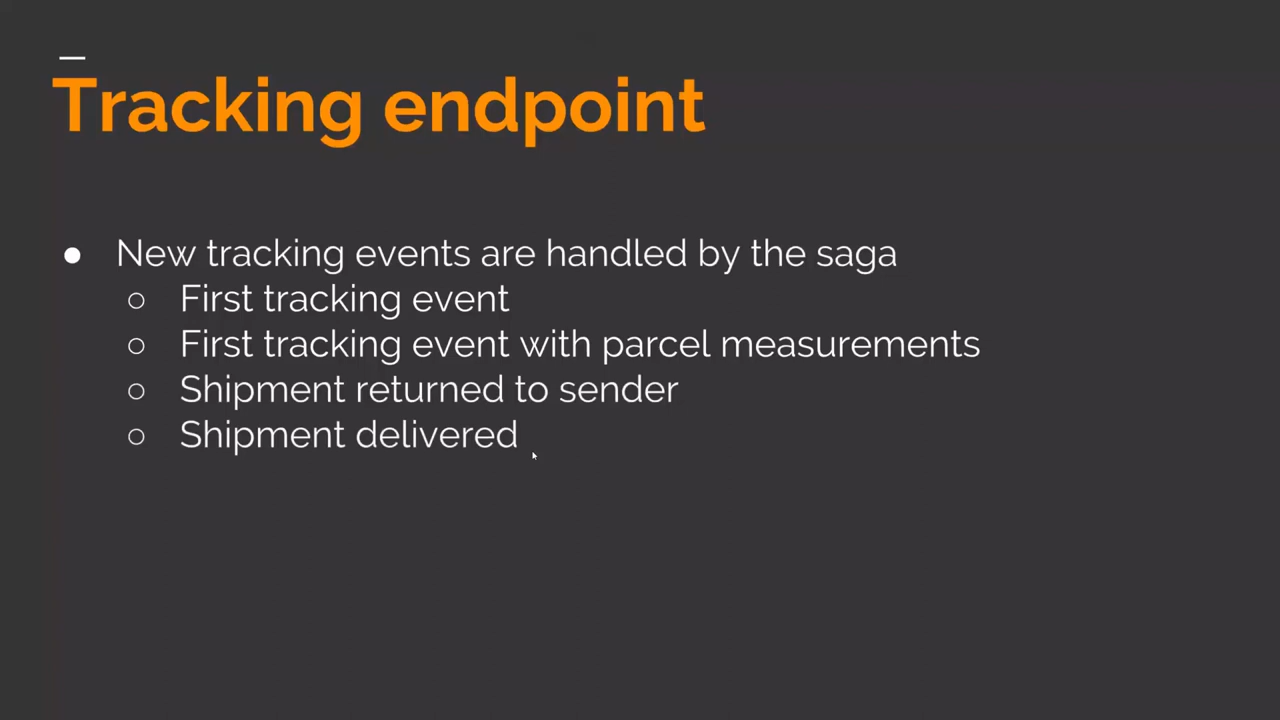 Tracking endpoint
● New tracking events are handled by the saga
○ First tracking event
○ First tracking event with parcel measurements
○ Shipment returned to sender
○ Shipment delivered